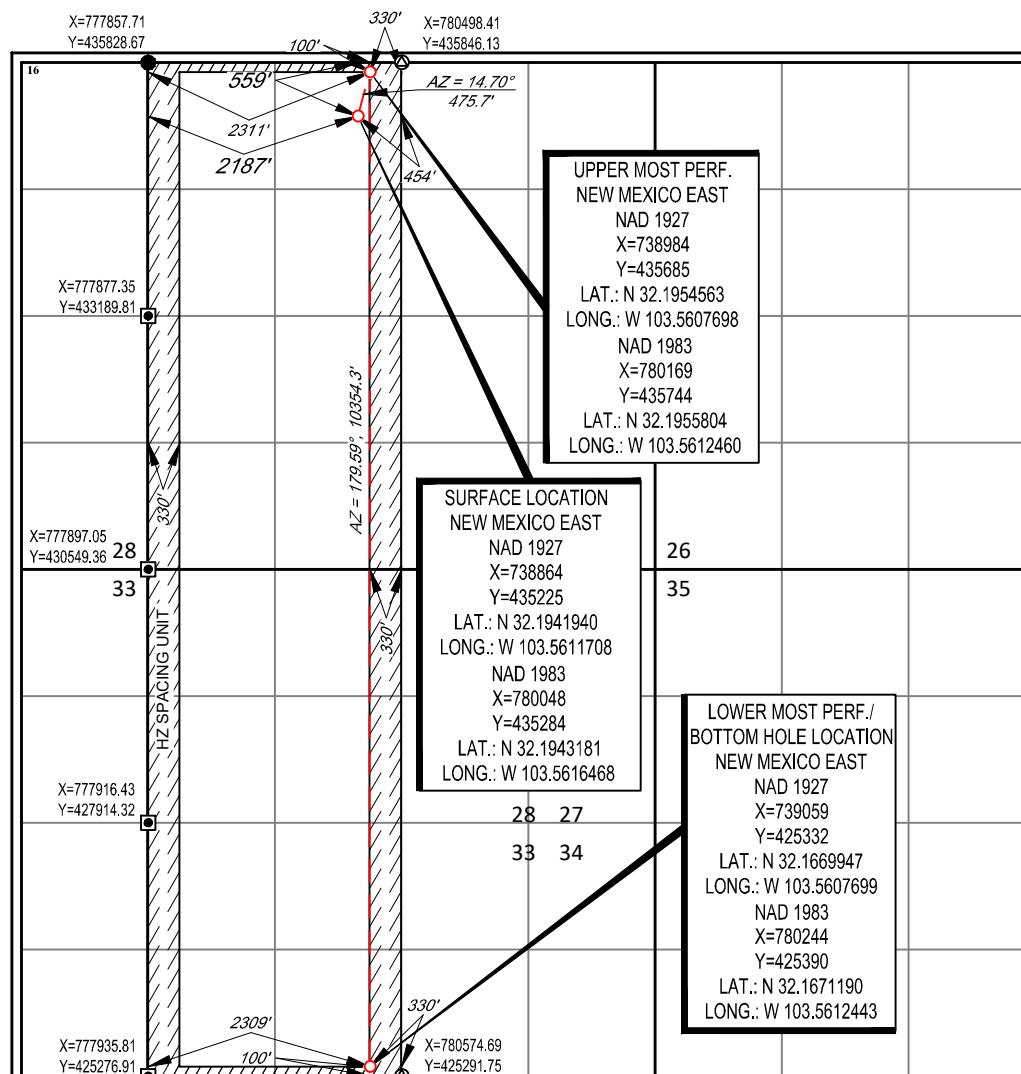 X=777857.71
Y=435828.67
330'
X=780498.41
Y=435846.13
100'
16
559'
AZ = 14.70°
475.7'
2311'
2187'
454'
UPPER MOST PERF.
NEW MEXICO EAST
NAD 1927
X=738984
Y=435685
LAT.: N 32.1954563
LONG.: W 103.5607698
NAD 1983
X=780169
Y=435744
LAT.: N 32.1955804
LONG.: W 103.5612460
X=777877.35
Y=433189.81
AZ = 179.59°, 10354.3'
330'
X=777897.05
Y=430549.36
28
33
26
35
SURFACE LOCATION
NEW MEXICO EAST
NAD 1927
X=738864
Y=435225
LAT.: N 32.1941940
LONG.: W 103.5611708
NAD 1983
X=780048
Y=435284
LAT.: N 32.1943181
LONG.: W 103.5616468
330'
HZ SPACING UNIT
X=777916.43
Y=427914.32
28 27
33 34
LOWER MOST PERF./
BOTTOM HOLE LOCATION
NEW MEXICO EAST
NAD 1927
X=739059
Y=425332
LAT.: N 32.1669947
LONG.: W 103.5607699
NAD 1983
X=780244
Y=425390
LAT.: N 32.1671190
LONG.: W 103.5612443
2309'
330'
X=777935.81
Y=425276.91
100'
X=780574.69
Y=425291.75